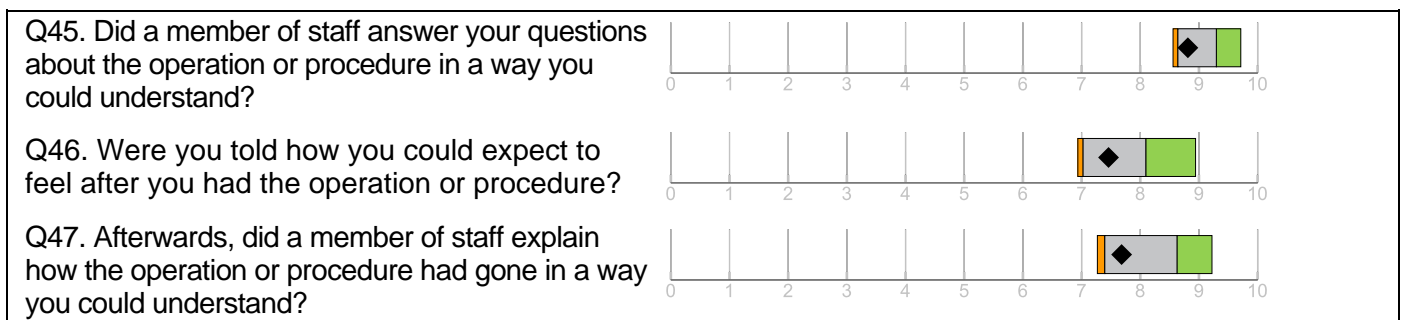 Q45. Did a member of staff answer your questions
about the operation or procedure in a way you
could understand?
0 1 2 3 4 5 6 7 8 9 10
Q46. Were you told how you could expect to
feel after you had the operation or procedure?
0 1 2 3 4 5 6 7 8 9 10
Q47. Afterwards, did a member of staff explain
how the operation or procedure had gone in a way
you could understand?
0 1 2 3 4 5 6 7 8 9 10